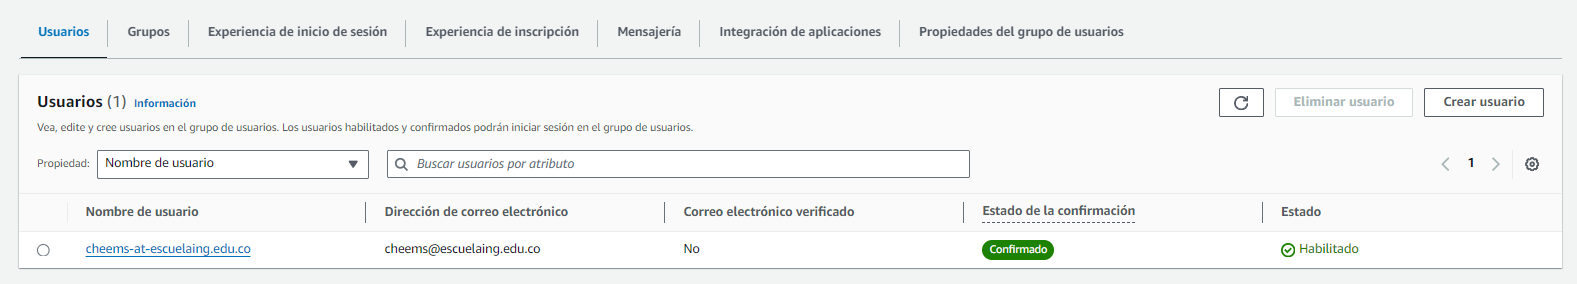 Usuarios Grupos Experiencia de inicio de sesión Experiencia de inscripción Mensajería Integración de aplicaciones Propiedades del grupo de usuarios
Usuarios (1) Información Eliminar usuario Crear usuario
Vea, edite y cree usuarios en el grupo de usuarios. Los usuarios habilitados y confirmados podrán iniciar sesión en el grupo de usuarios.
Propiedad: Nombre de usuario Buscar usuarios por atributo 1
Nombre de usuario Dirección de correo electrónico Correo electrónico verificado Estado de la confirmación Estado
cheems-at-escuelaing.edu.co cheems@escuelaing.edu.co No Confirmado Habilitado